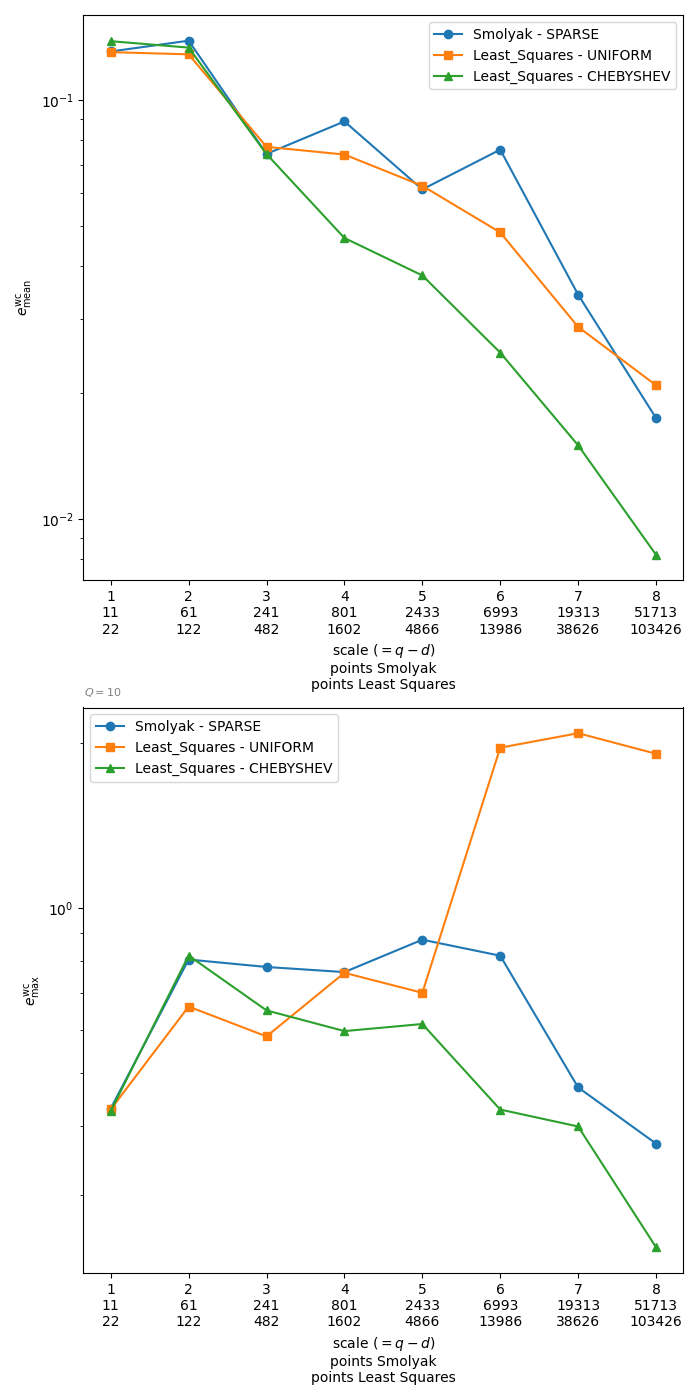 Smolyak - SPARSE
Least_Squares - UNIFORM
Least_Squares - CHEBYSHEV
10⁻¹
10⁻²
e^wc_mean
1 2 3 4 5 6 7 8
11 61 241 801 2433 6993 19313 51713
22 122 482 1602 4866 13986 38626 103426
scale (= q − d)
points Smolyak
points Least Squares
Q = 10
Smolyak - SPARSE
Least_Squares - UNIFORM
Least_Squares - CHEBYSHEV
10⁰
e^wc_max
1 2 3 4 5 6 7 8
11 61 241 801 2433 6993 19313 51713
22 122 482 1602 4866 13986 38626 103426
scale (= q − d)
points Smolyak
points Least Squares